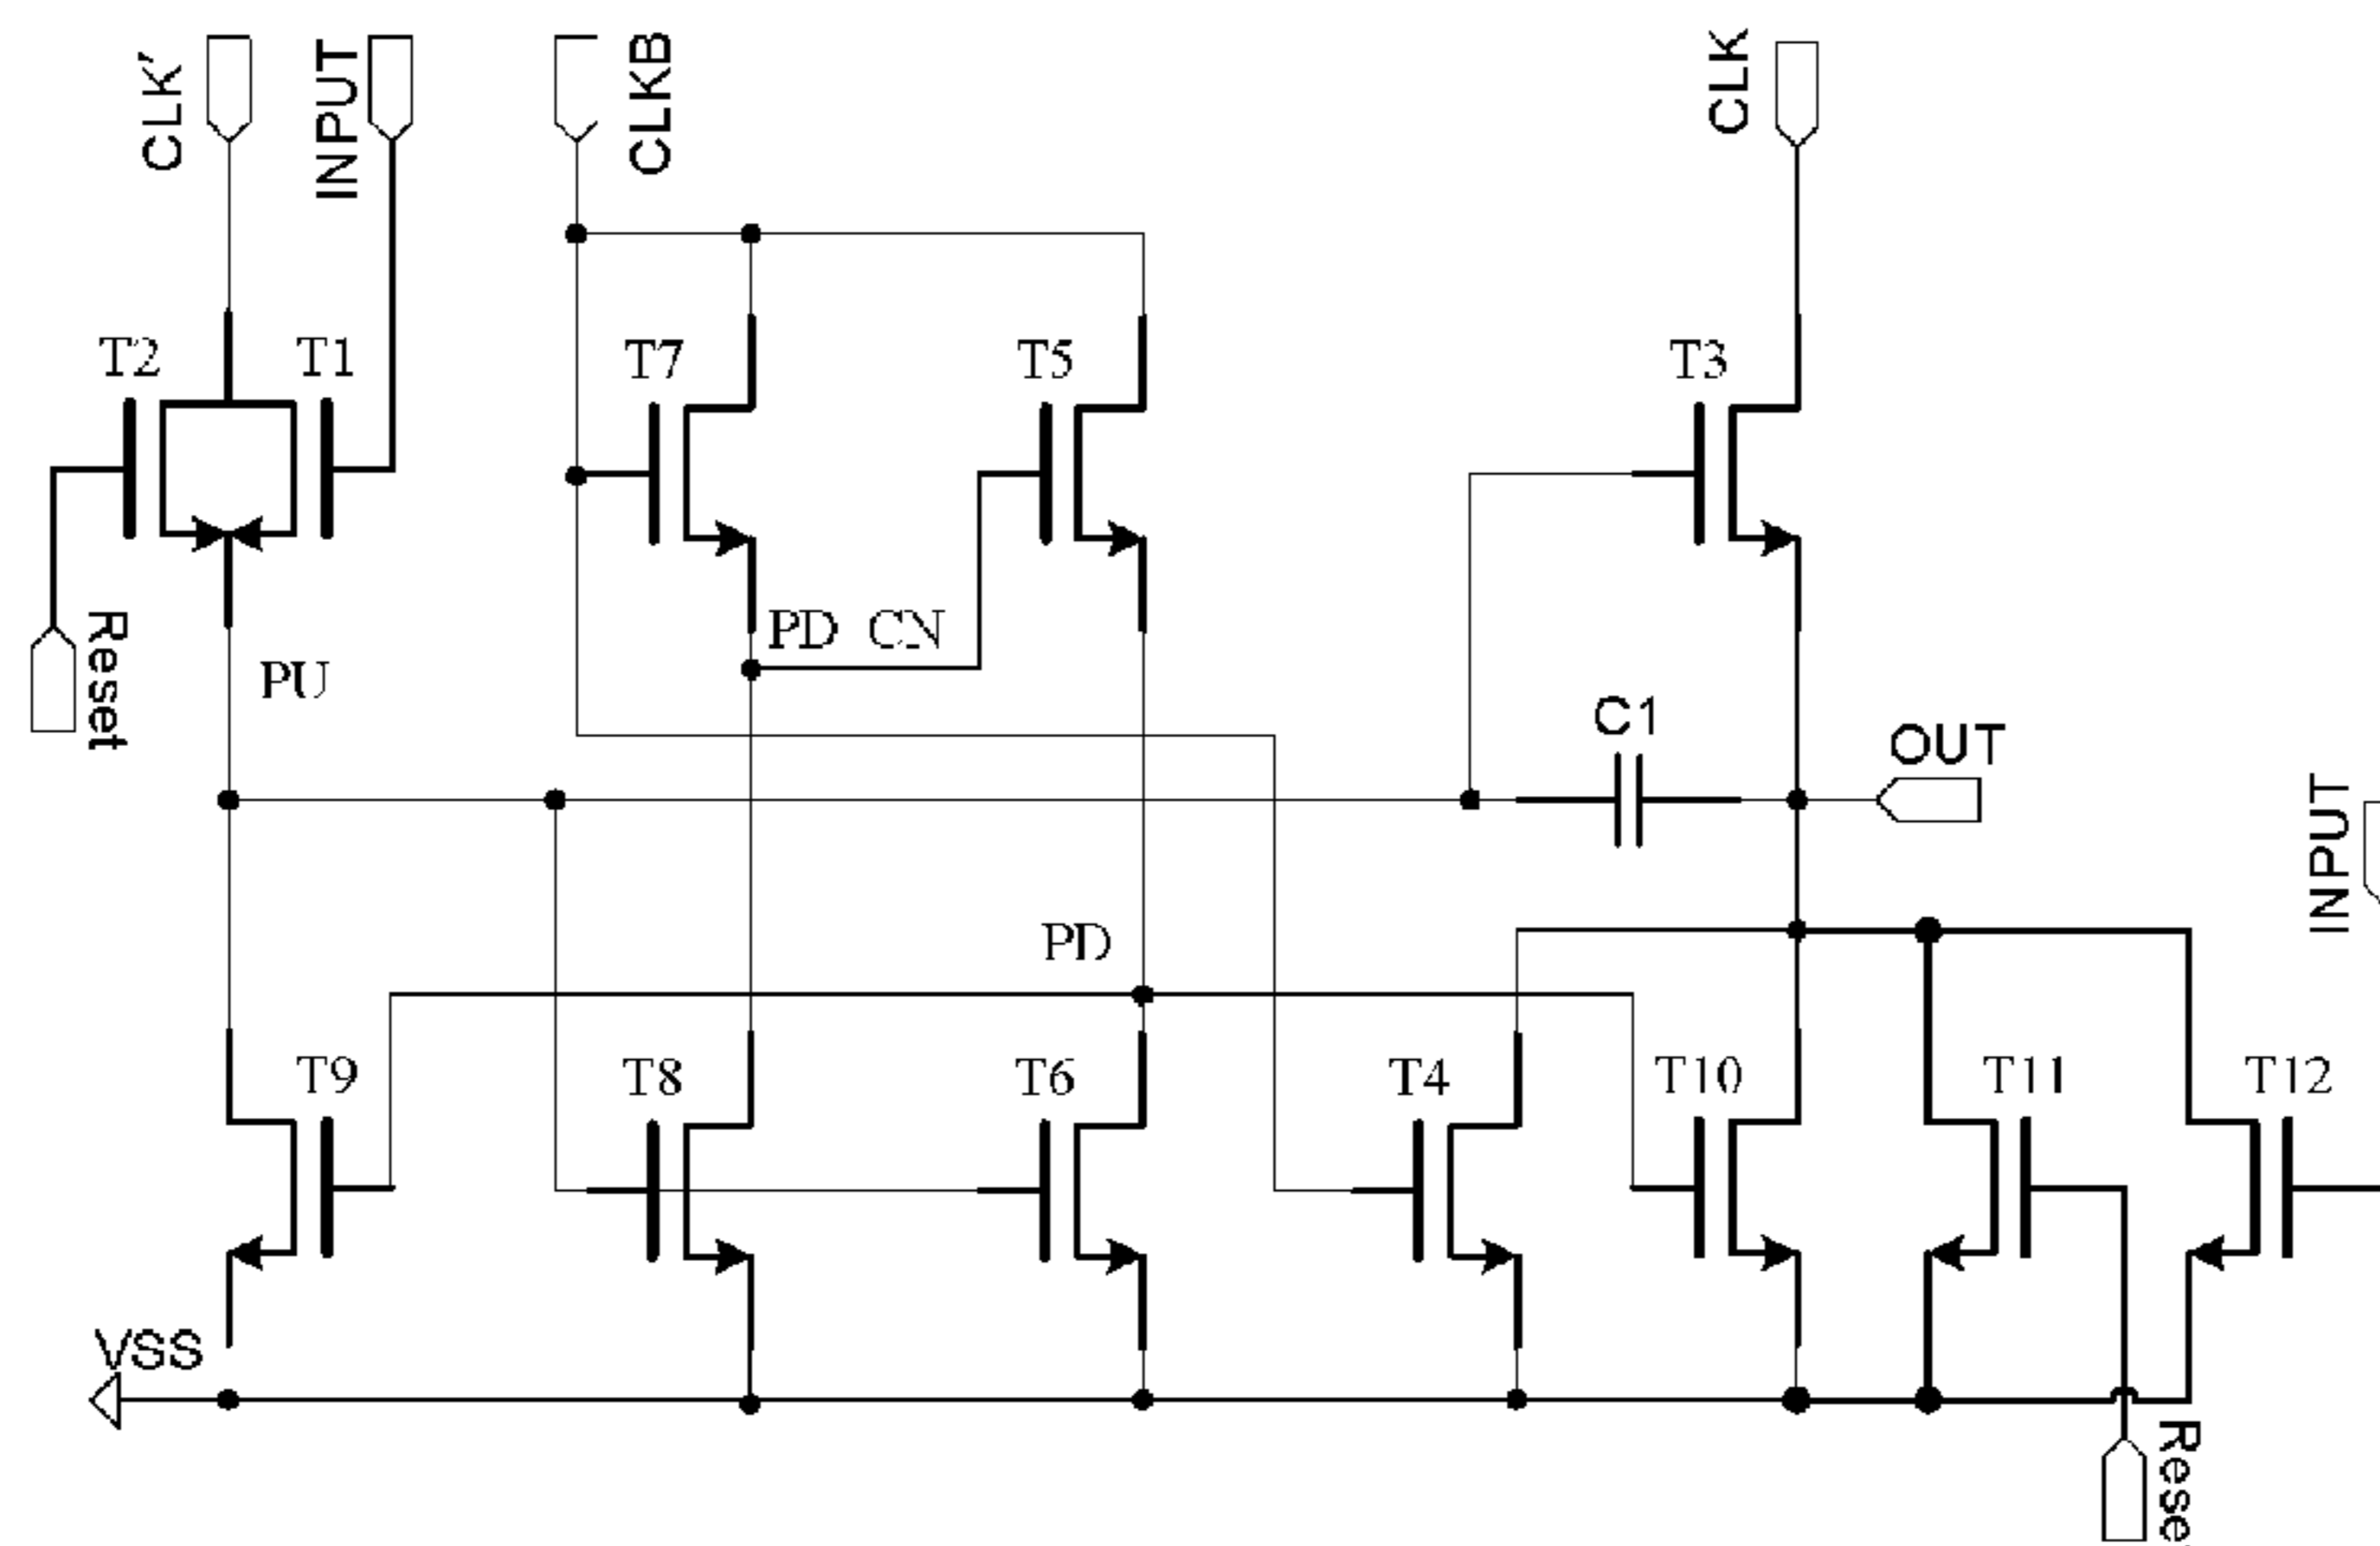 CLK'
INPUT
CLKB
CLK
T2
T1
T7
T5
T3
PD CN
Reset
PU
C1
OUT
INPUT
PD
T9
T8
T6
T4
T10
T11
T12
VSS
Rese